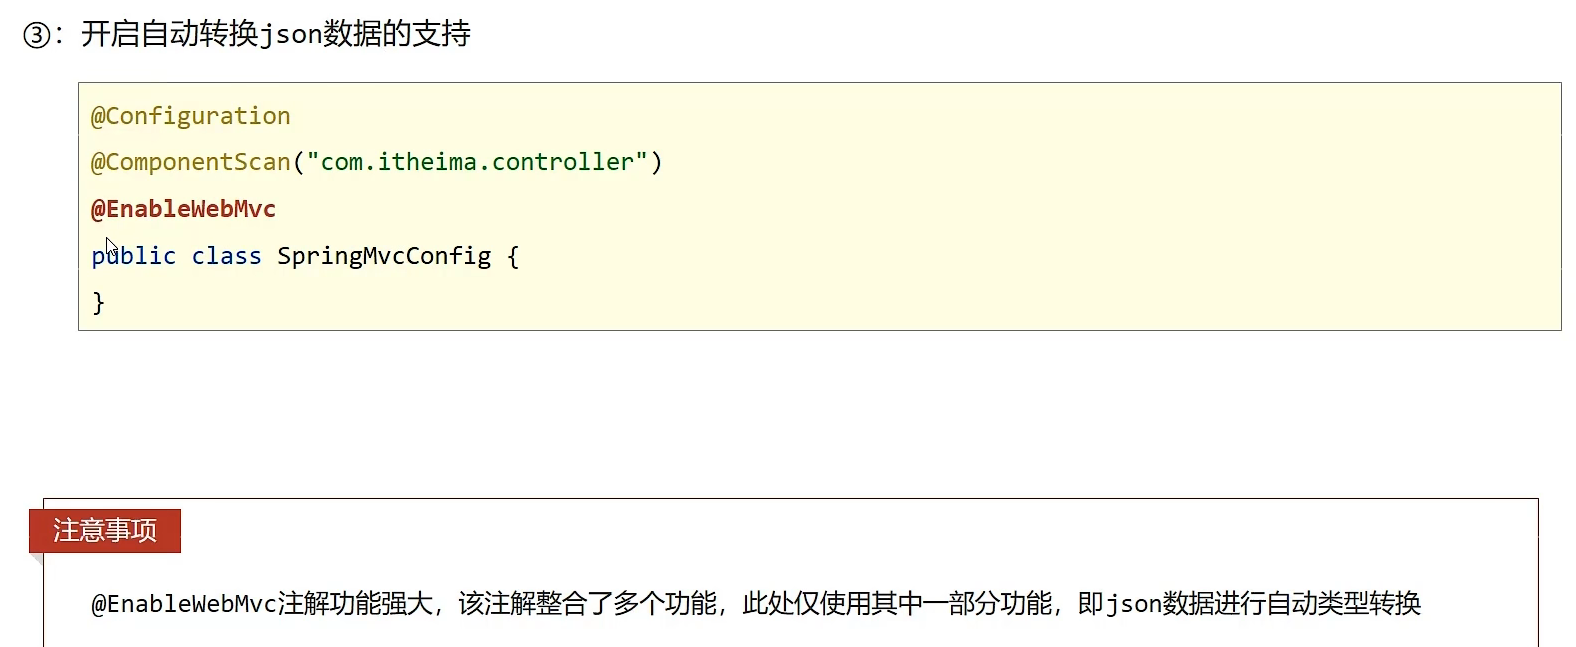 ③：开启自动转换json数据的支持
@Configuration
@ComponentScan("com.itheima.controller")
@EnableWebMvc
public class SpringMvcConfig {
}
注意事项
@EnableWebMvc注解功能强大，该注解整合了多个功能，此处仅使用其中一部分功能，即json数据进行自动类型转换